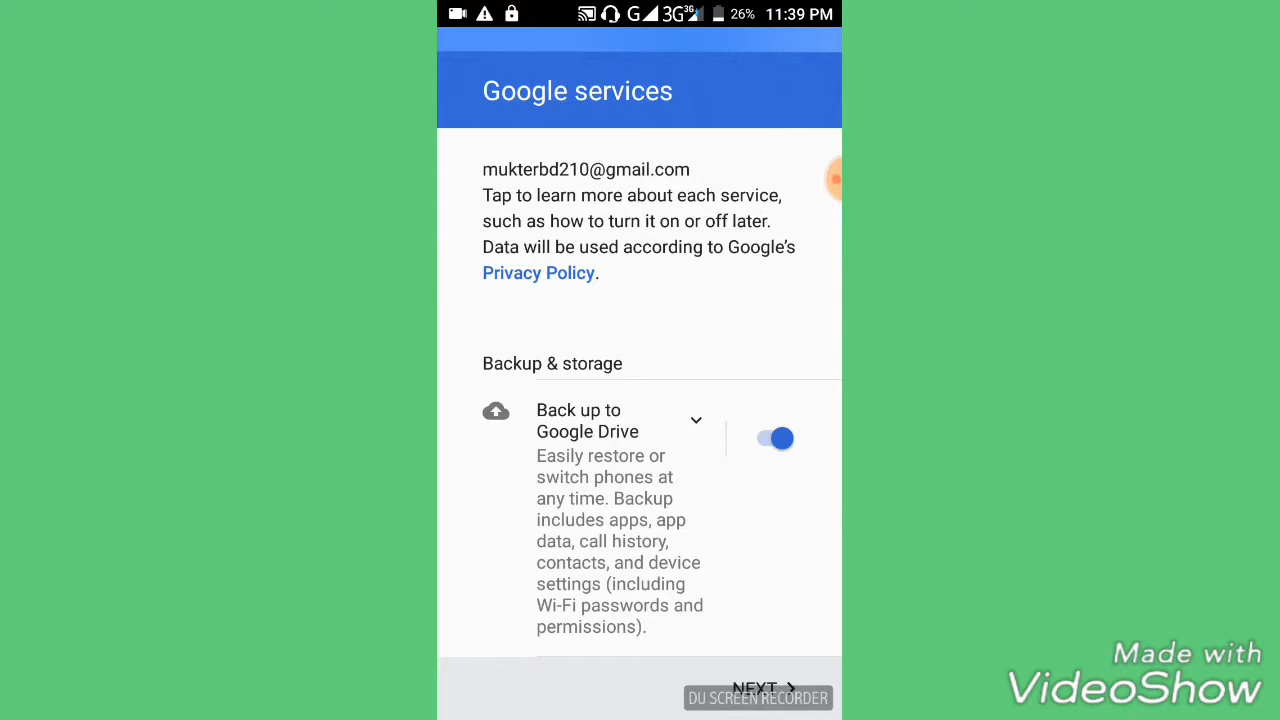 G 3G 3G 26% 11:39 PM
Google services
mukterbd210@gmail.com
Tap to learn more about each service,
such as how to turn it on or off later.
Data will be used according to Google's
Privacy Policy.
Backup & storage
Back up to
Google Drive
Easily restore or
switch phones at
any time. Backup
includes apps, app
data, call history,
contacts, and device
settings (including
Wi-Fi passwords and
permissions).
NEXT
DU SCREEN RECORDER
Made with
VideoShow